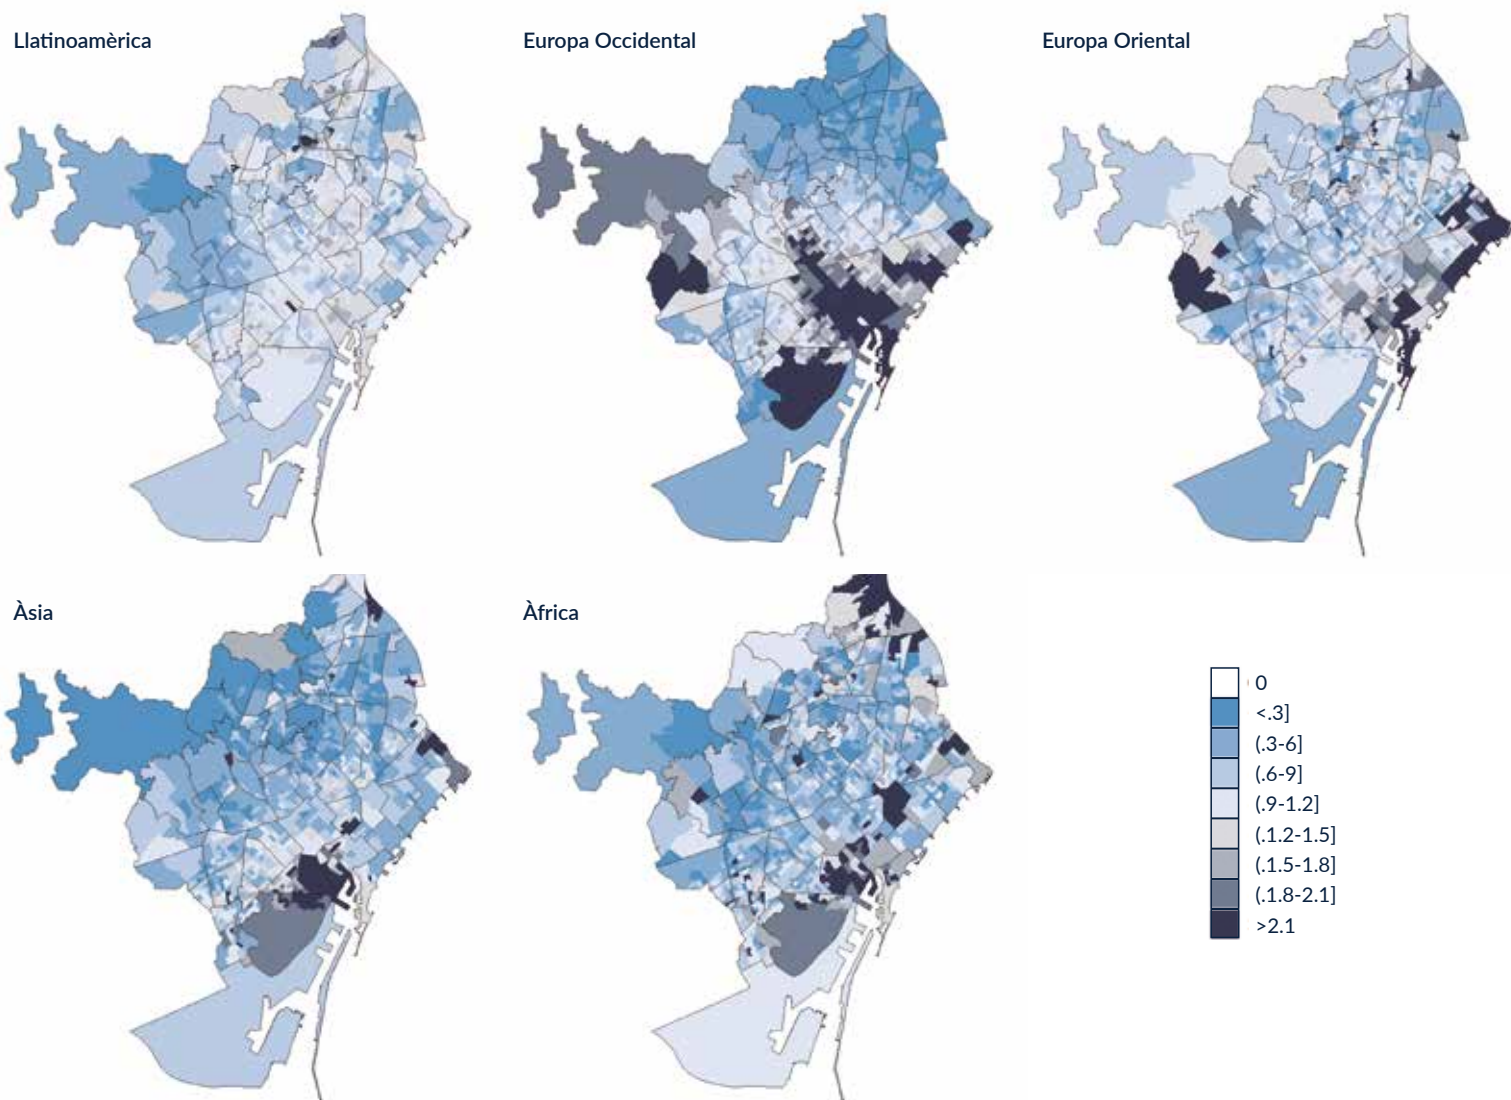 Llatinoamèrica
Europa Occidental
Europa Oriental
Àsia
Àfrica
0
<.3]
(.3-6]
(.6-9]
(.9-1.2]
(.1.2-1.5]
(.1.5-1.8]
(.1.8-2.1]
>2.1